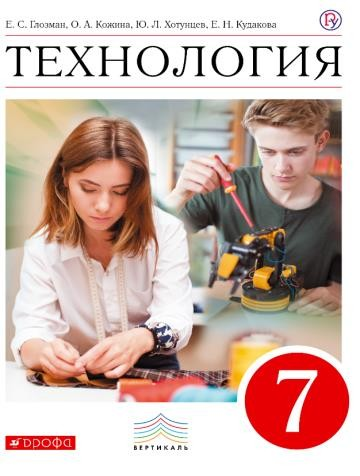 Е. С. Глозман, О. А. Кожина, Ю. Л. Хотунцев, Е. Н. Кудакова
ТЕХНОЛОГИЯ
7
дрофа
ВЕРТИКАЛЬ